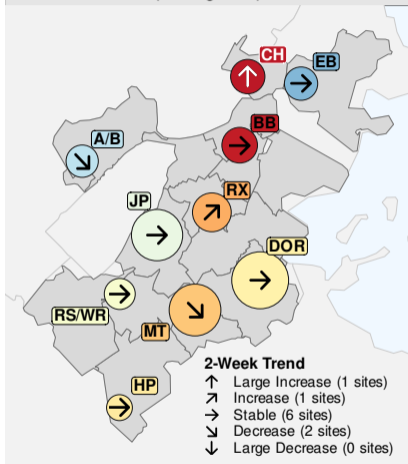 CH
EB
BB
A/B
RX
JP
DOR
RS/WR
MT
HP
2-Week Trend
↑ Large Increase (1 sites)
↗ Increase (1 sites)
→ Stable (6 sites)
↘ Decrease (2 sites)
↓ Large Decrease (0 sites)